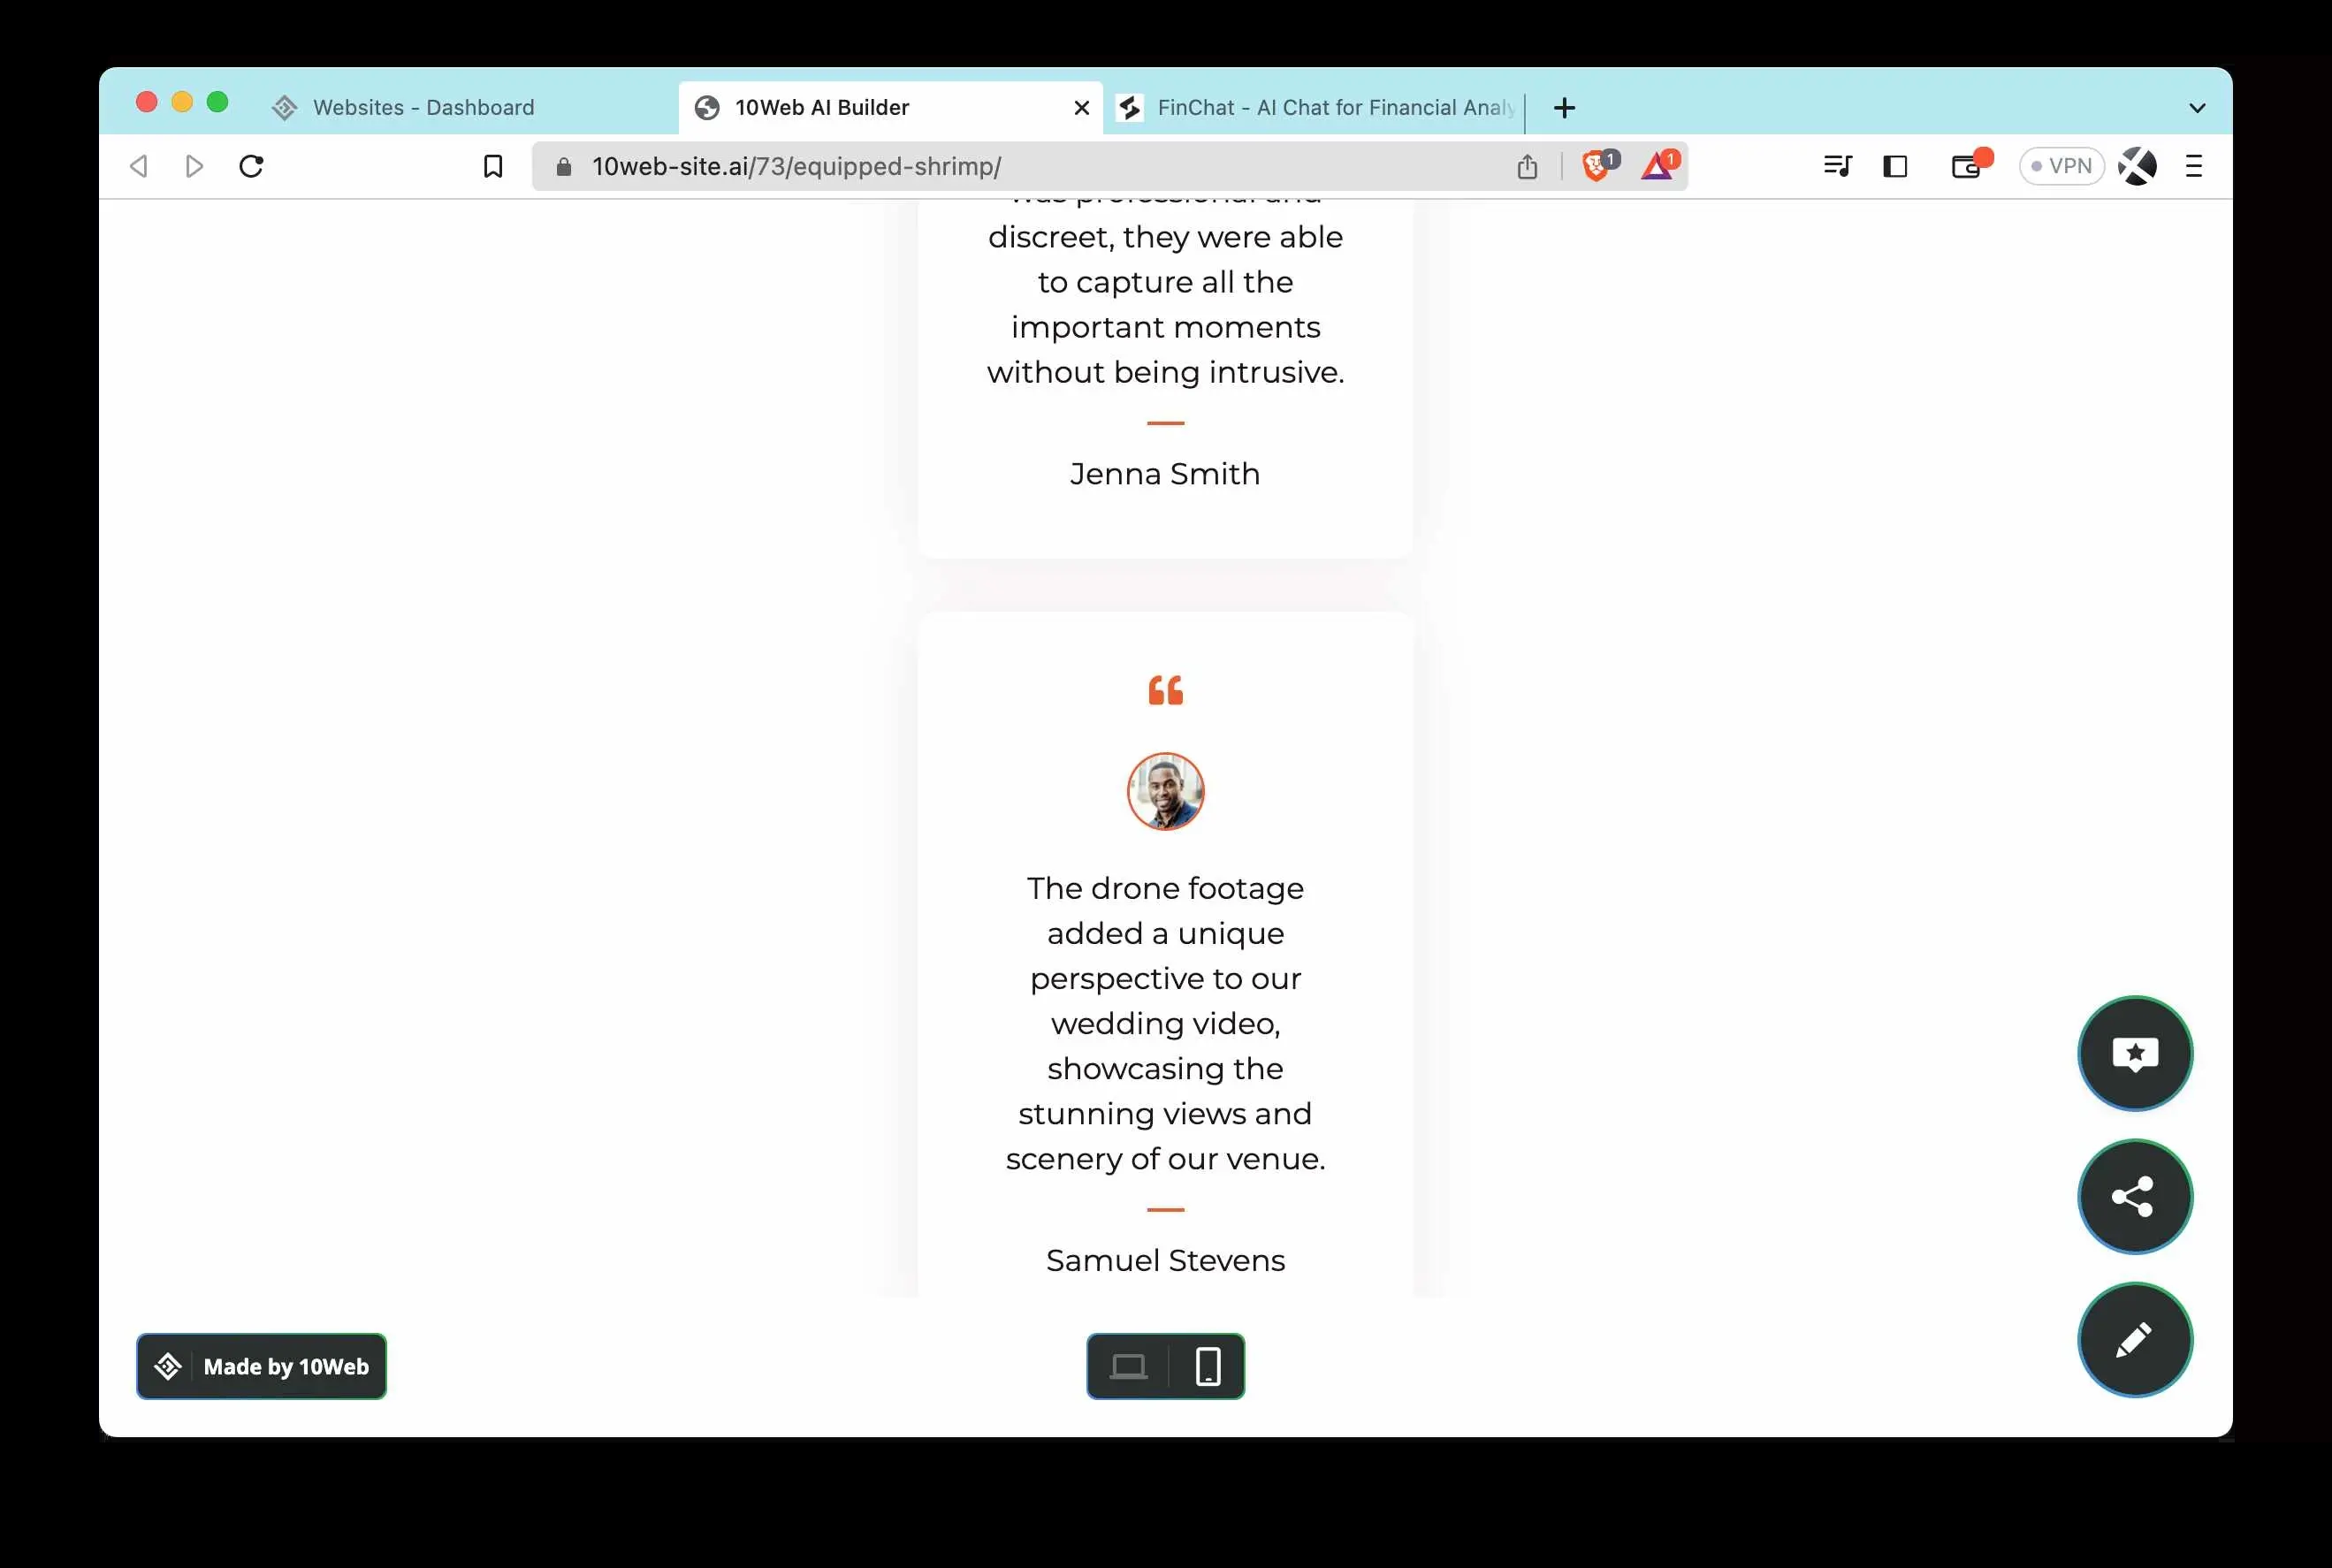 Websites - Dashboard
10Web AI Builder
FinChat - AI Chat for Financial Analy
10web-site.ai/73/equipped-shrimp/
1
1
VPN
was professional and
discreet, they were able
to capture all the
important moments
without being intrusive.
Jenna Smith
The drone footage
added a unique
perspective to our
wedding video,
showcasing the
stunning views and
scenery of our venue.
Samuel Stevens
Made by 10Web